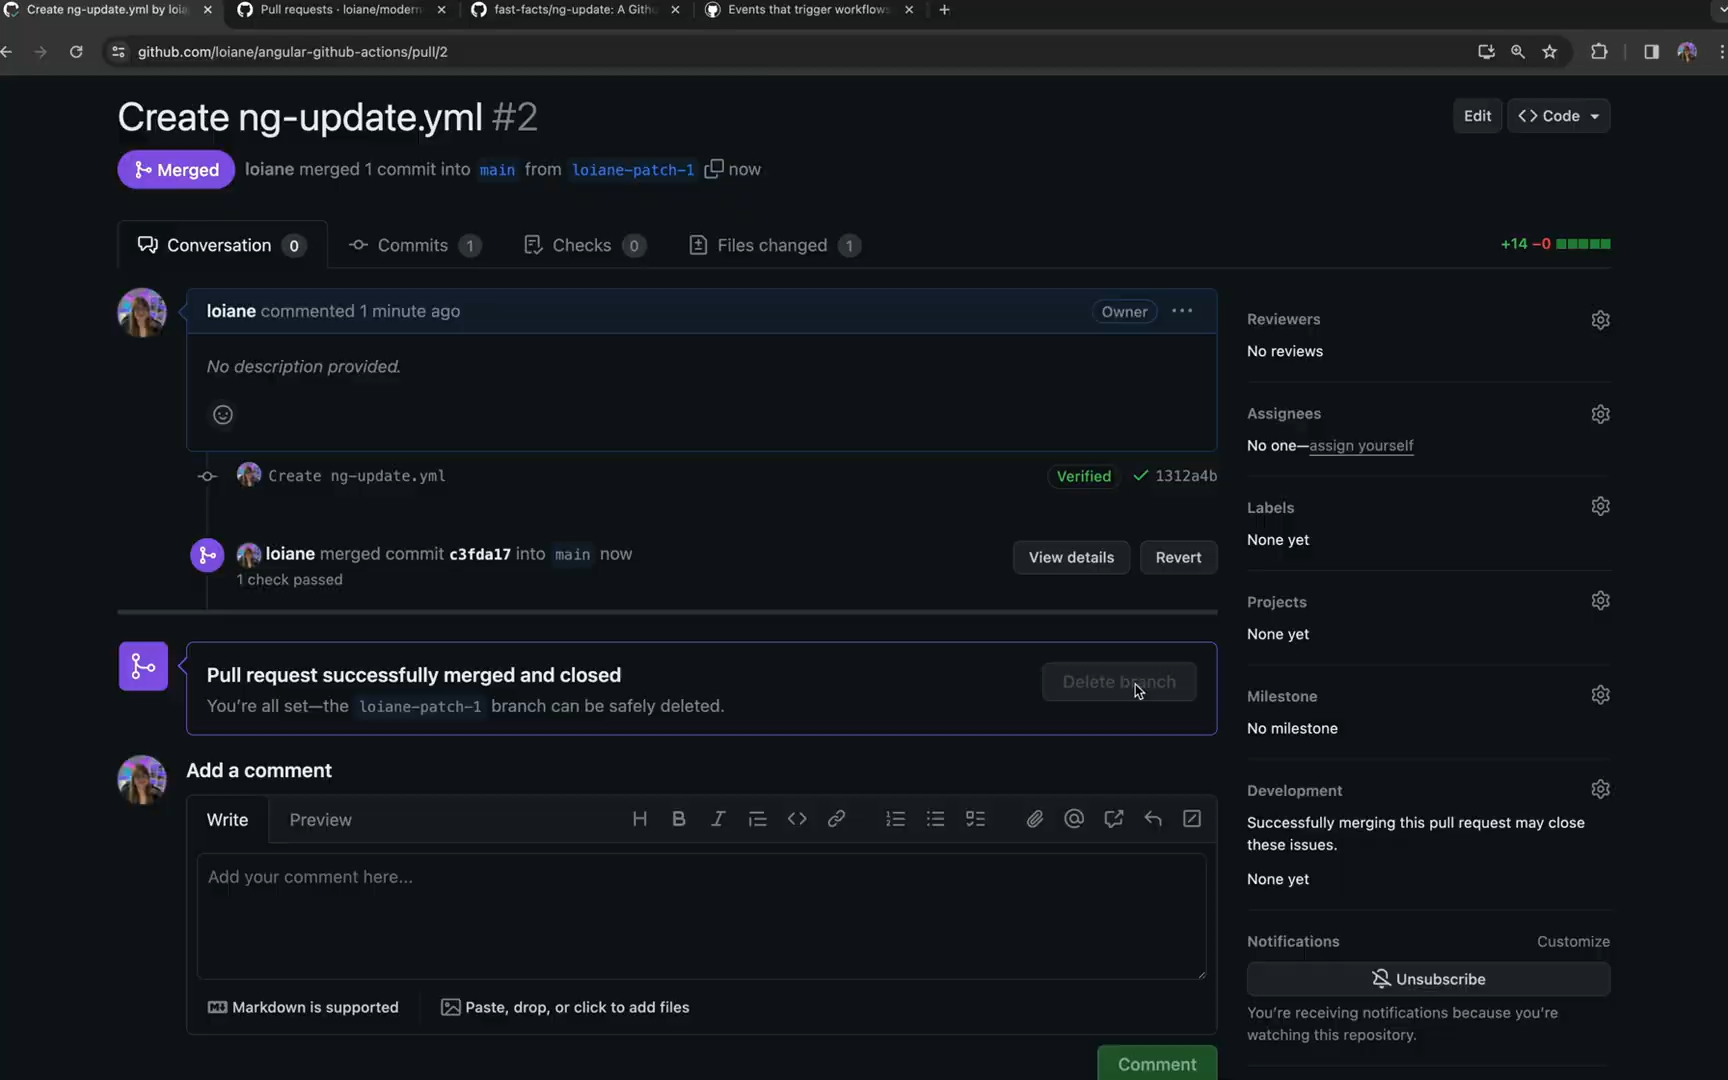 Create ng-update.yml by loia
Pull requests · loiane/modern
fast-facts/ng-update: A Gith
Events that trigger workflows
github.com/loiane/angular-github-actions/pull/2
Create ng-update.yml #2
Edit
<> Code
Merged
loiane merged 1 commit into main from loiane-patch-1 now
Conversation 0
Commits 1
Checks 0
Files changed 1
+14 −0
loiane commented 1 minute ago
Owner
No description provided.
Create ng-update.yml
Verified
1312a4b
loiane merged commit c3fda17 into main now
1 check passed
View details
Revert
Pull request successfully merged and closed
You're all set—the loiane-patch-1 branch can be safely deleted.
Delete branch
Add a comment
Write
Preview
Add your comment here...
Markdown is supported
Paste, drop, or click to add files
Comment
Reviewers
No reviews
Assignees
No one—assign yourself
Labels
None yet
Projects
None yet
Milestone
No milestone
Development
Successfully merging this pull request may close
these issues.
None yet
Notifications
Customize
Unsubscribe
You're receiving notifications because you're
watching this repository.